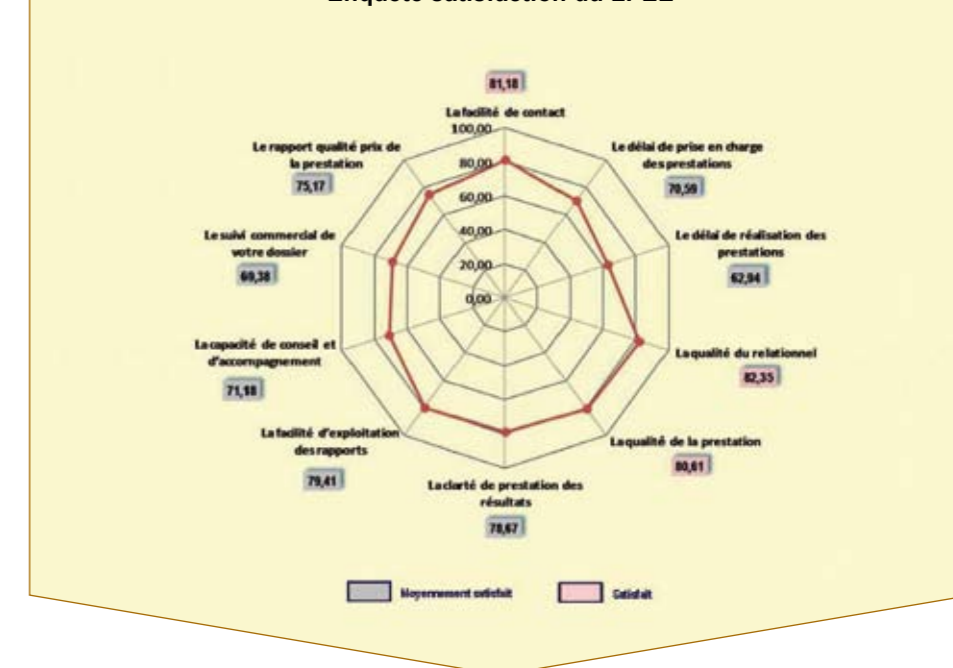 Enquête satisfaction du LPEE
81,18
La facilité de contact
100,00
80,00
60,00
40,00
20,00
0,00
Le délai de prise en charge
des prestations
70,59
Le délai de réalisation des
prestations
62,94
La qualité du relationnel
82,35
La qualité de la prestation
80,61
La clarté de prestation des
résultats
78,67
La facilité d'exploitation
des rapports
79,41
La capacité de conseil et
d'accompagnement
71,18
Le suivi commercial de
votre dossier
69,38
Le rapport qualité prix de
la prestation
75,17
Moyennement satisfait
Satisfait